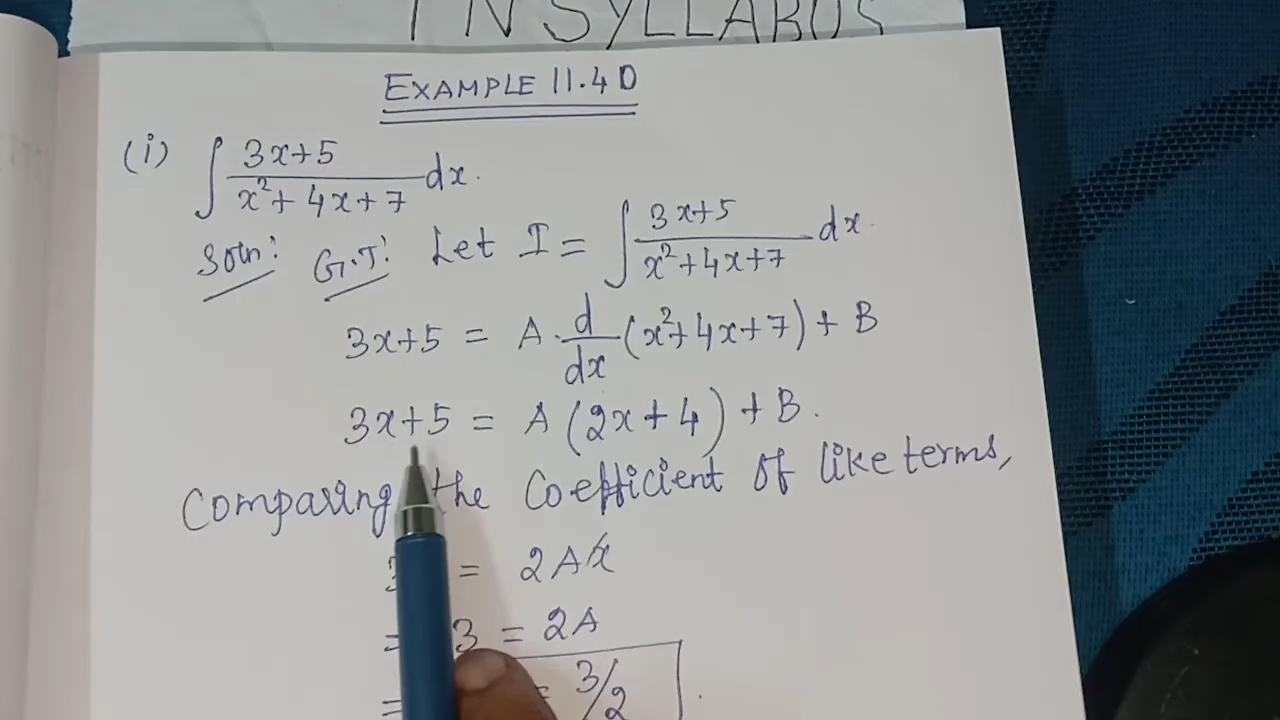 TN SYLLABUS
EXAMPLE 11.40
(i) ∫ 3x+5 / x²+4x+7 dx.
Soln: G.T: Let I = ∫ 3x+5 / x²+4x+7 dx.
3x+5 = A. d/dx (x²+4x+7) + B
3x+5 = A (2x+4) + B.
Comparing the Coefficient of like terms,
= 2Ax
= 3 = 2A
= = 3/2.